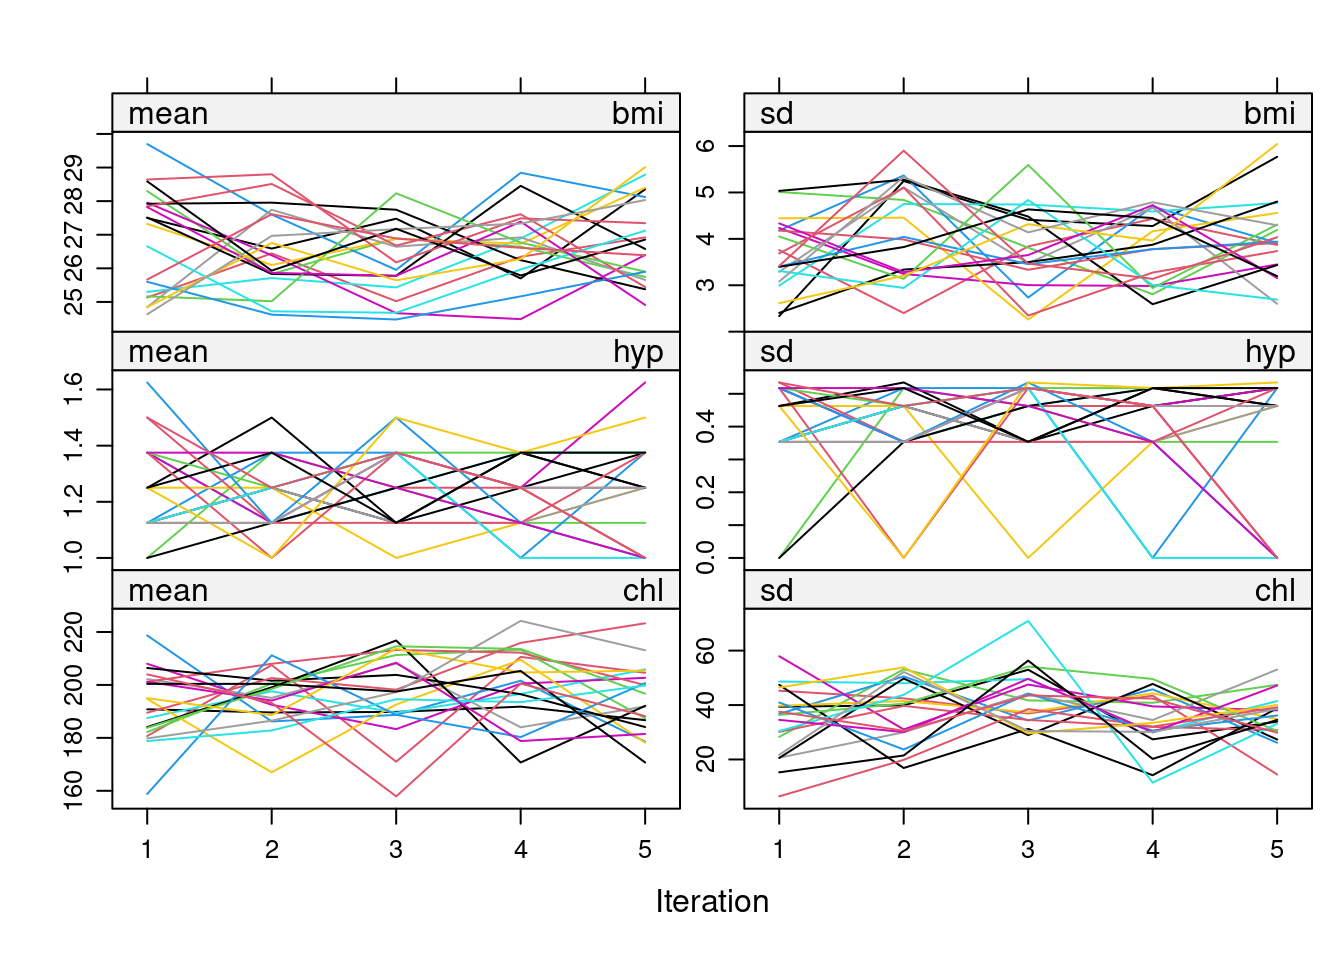 mean bmi
sd bmi
25 26 27 28 29
3 4 5 6
mean hyp
sd hyp
1.0 1.2 1.4 1.6
0.0 0.2 0.4
mean chl
sd chl
160 180 200 220
20 40 60
1 2 3 4 5
1 2 3 4 5
Iteration